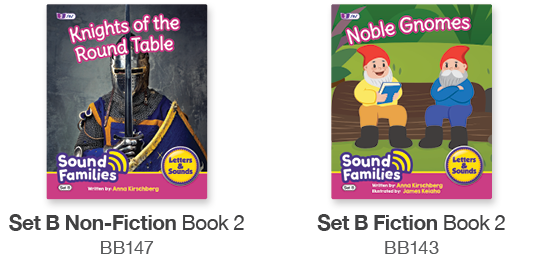 Knights of the
Round Table
Sound
Families
Set B
Letters &
Sounds
Written by: Anna Kirschberg
Set B Non-Fiction Book 2
BB147
Noble Gnomes
Sound
Families
Set B
Letters &
Sounds
Written by: Anna Kirschberg
Illustrated by: James Kelaho
Set B Fiction Book 2
BB143